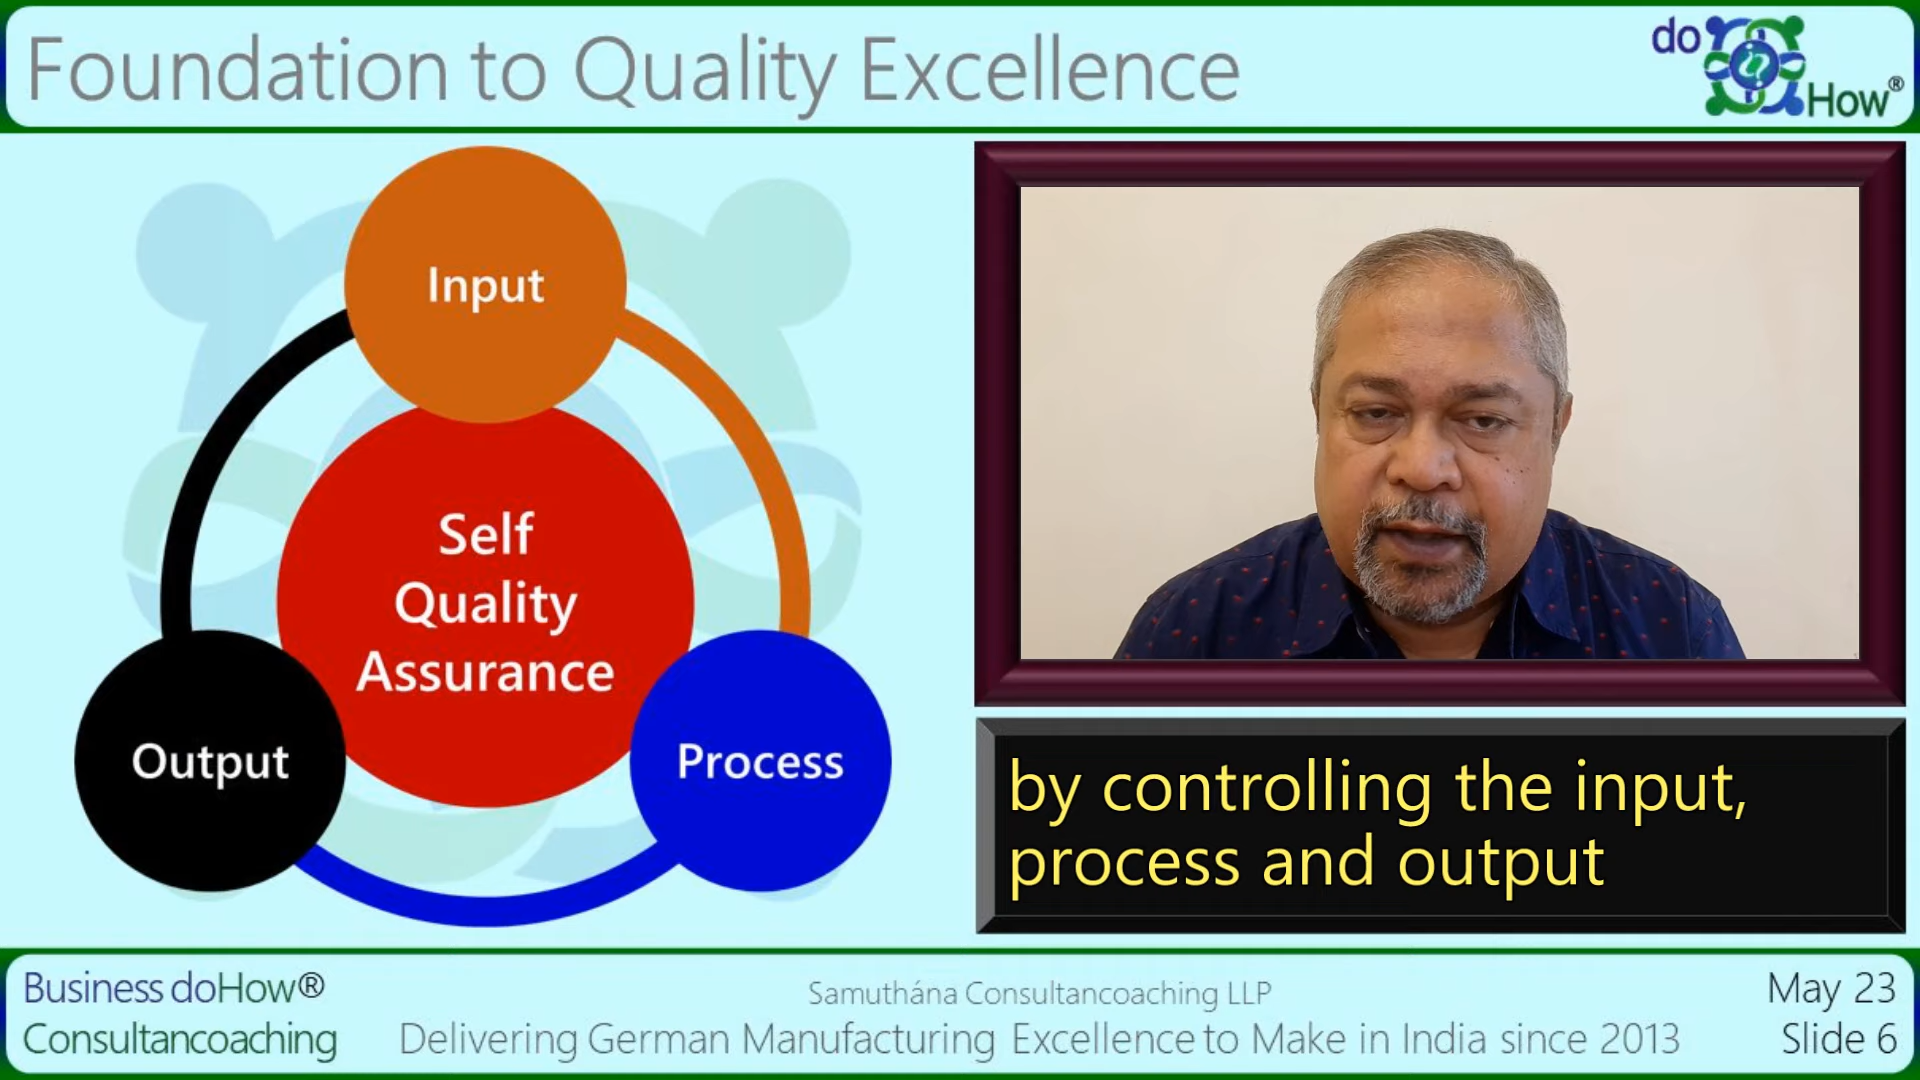 Foundation to Quality Excellence
do
How®
Input
Self
Quality
Assurance
Output
Process
by controlling the input,
process and output
Business doHow®
Consultancoaching
Samuthána Consultancoaching LLP
Delivering German Manufacturing Excellence to Make in India since 2013
May 23
Slide 6